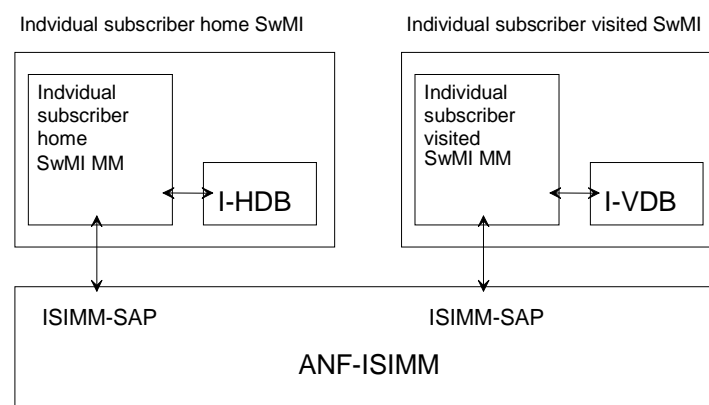 Indvidual subscriber home SwMI
Individual subscriber visited SwMI
Indvidual
subscriber
home
SwMI MM
I-HDB
Individual
subscriber
visited
SwMI MM
I-VDB
ISIMM-SAP
ISIMM-SAP
ANF-ISIMM